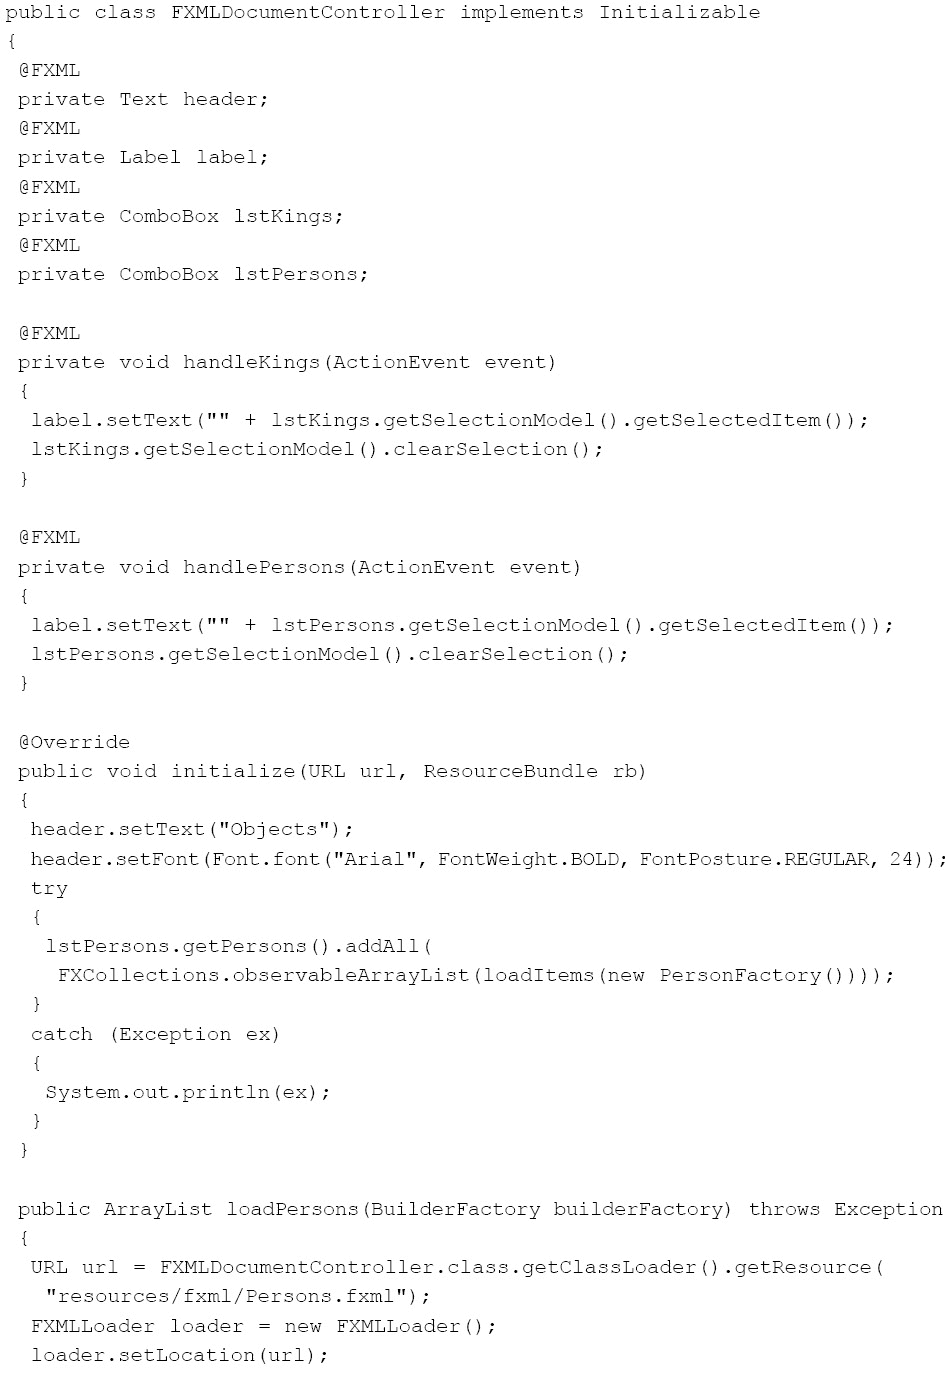 public class FXMLDocumentController implements Initializable
{
@FXML
private Text header;
@FXML
private Label label;
@FXML
private ComboBox lstKings;
@FXML
private ComboBox lstPersons;
@FXML
private void handleKings(ActionEvent event)
{
label.setText("" + lstKings.getSelectionModel().getSelectedItem());
lstKings.getSelectionModel().clearSelection();
}
@FXML
private void handlePersons(ActionEvent event)
{
label.setText("" + lstPersons.getSelectionModel().getSelectedItem());
lstPersons.getSelectionModel().clearSelection();
}
@Override
public void initialize(URL url, ResourceBundle rb)
{
header.setText("Objects");
header.setFont(Font.font("Arial", FontWeight.BOLD, FontPosture.REGULAR, 24));
try
{
lstPersons.getPersons().addAll(
FXCollections.observableArrayList(loadItems(new PersonFactory())));
}
catch (Exception ex)
{
System.out.println(ex);
}
}
public ArrayList loadPersons(BuilderFactory builderFactory) throws Exception
{
URL url = FXMLDocumentController.class.getClassLoader().getResource(
"resources/fxml/Persons.fxml");
FXMLLoader loader = new FXMLLoader();
loader.setLocation(url);